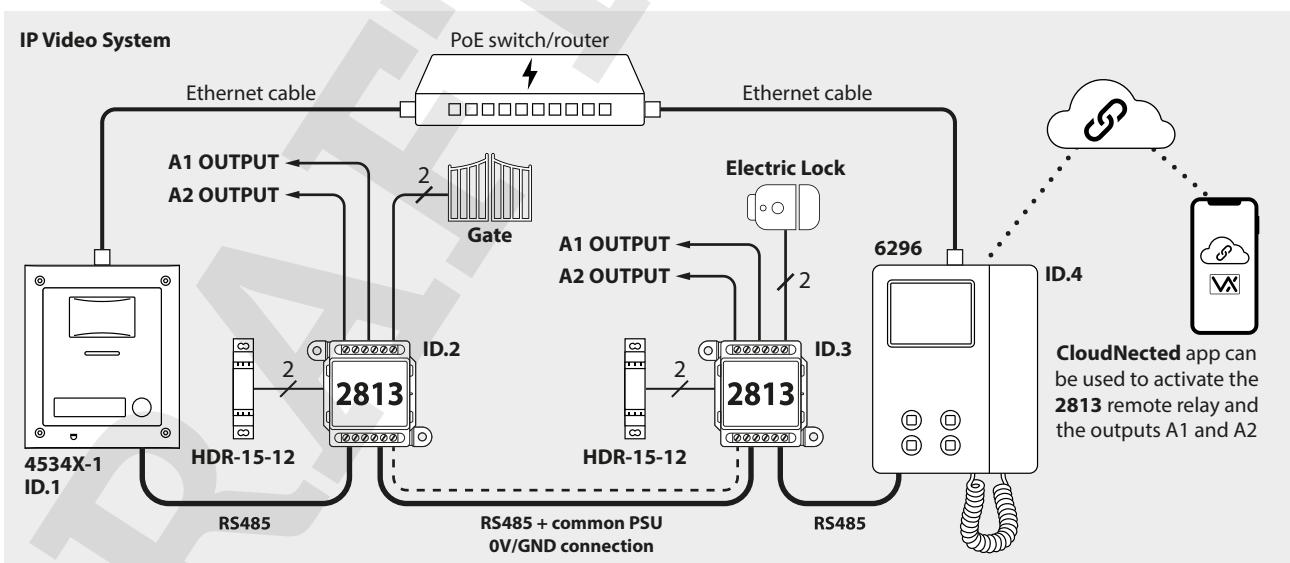 IP Video System
PoE switch/router
Ethernet cable
Ethernet cable
A1 OUTPUT
A2 OUTPUT
2
Gate
Electric Lock
A1 OUTPUT
A2 OUTPUT
2
6296
ID.4
ID.2
ID.3
2
2813
2
2813
HDR-15-12
HDR-15-12
4534X-1
ID.1
RS485
RS485 + common PSU
0V/GND connection
RS485
VX
CloudNected app can
be used to activate the
2813 remote relay and
the outputs A1 and A2